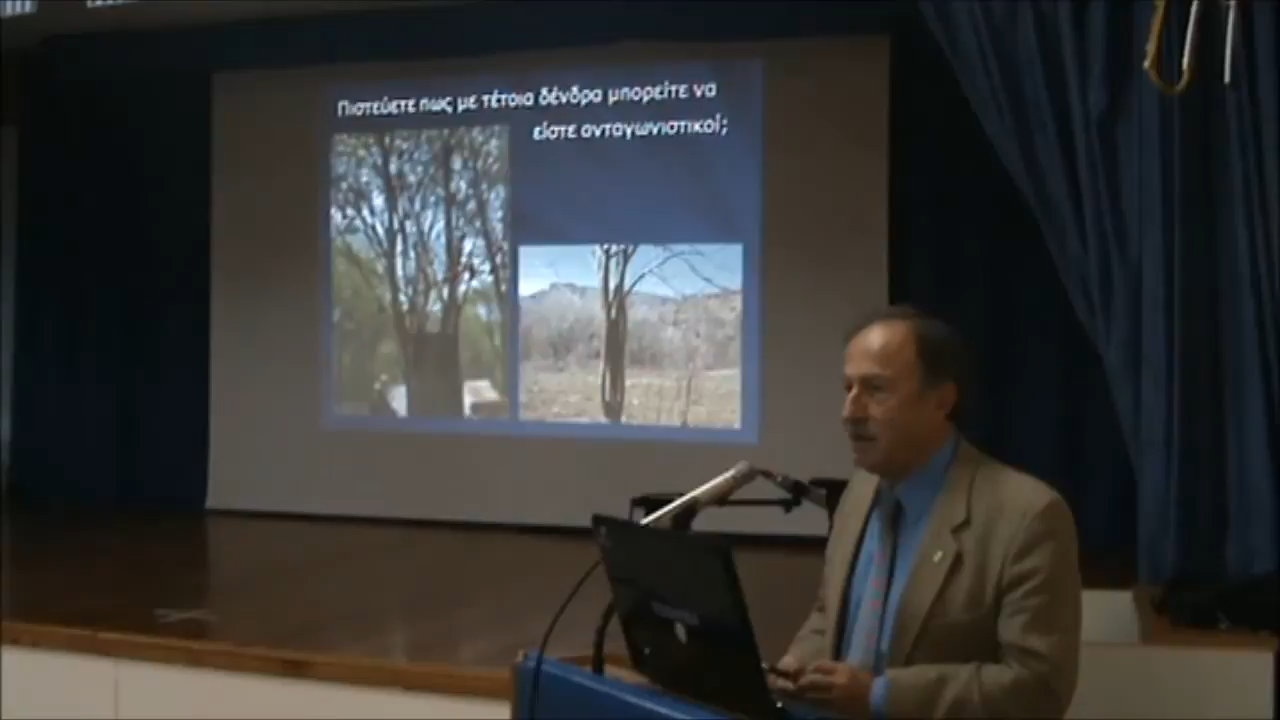 Πιστεύετε πως με τέτοια δένδρα μπορείτε να
είστε ανταγωνιστικοί;